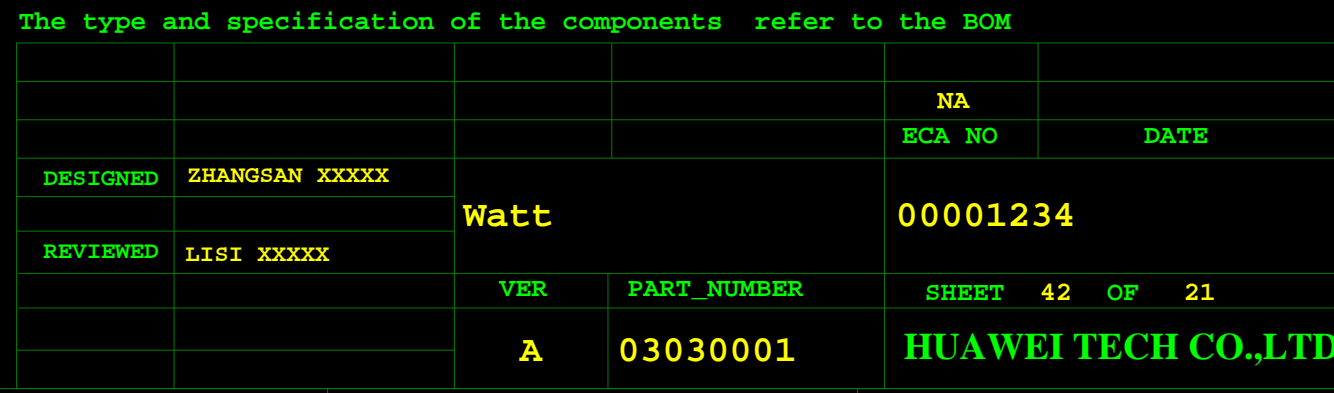 The type and specification of the components refer to the BOM
NA
ECA NO DATE
DESIGNED ZHANGSAN XXXXX
Watt 00001234
REVIEWED LISI XXXXX
VER PART_NUMBER SHEET 42 OF 21
A 03030001 HUAWEI TECH CO.,LTD